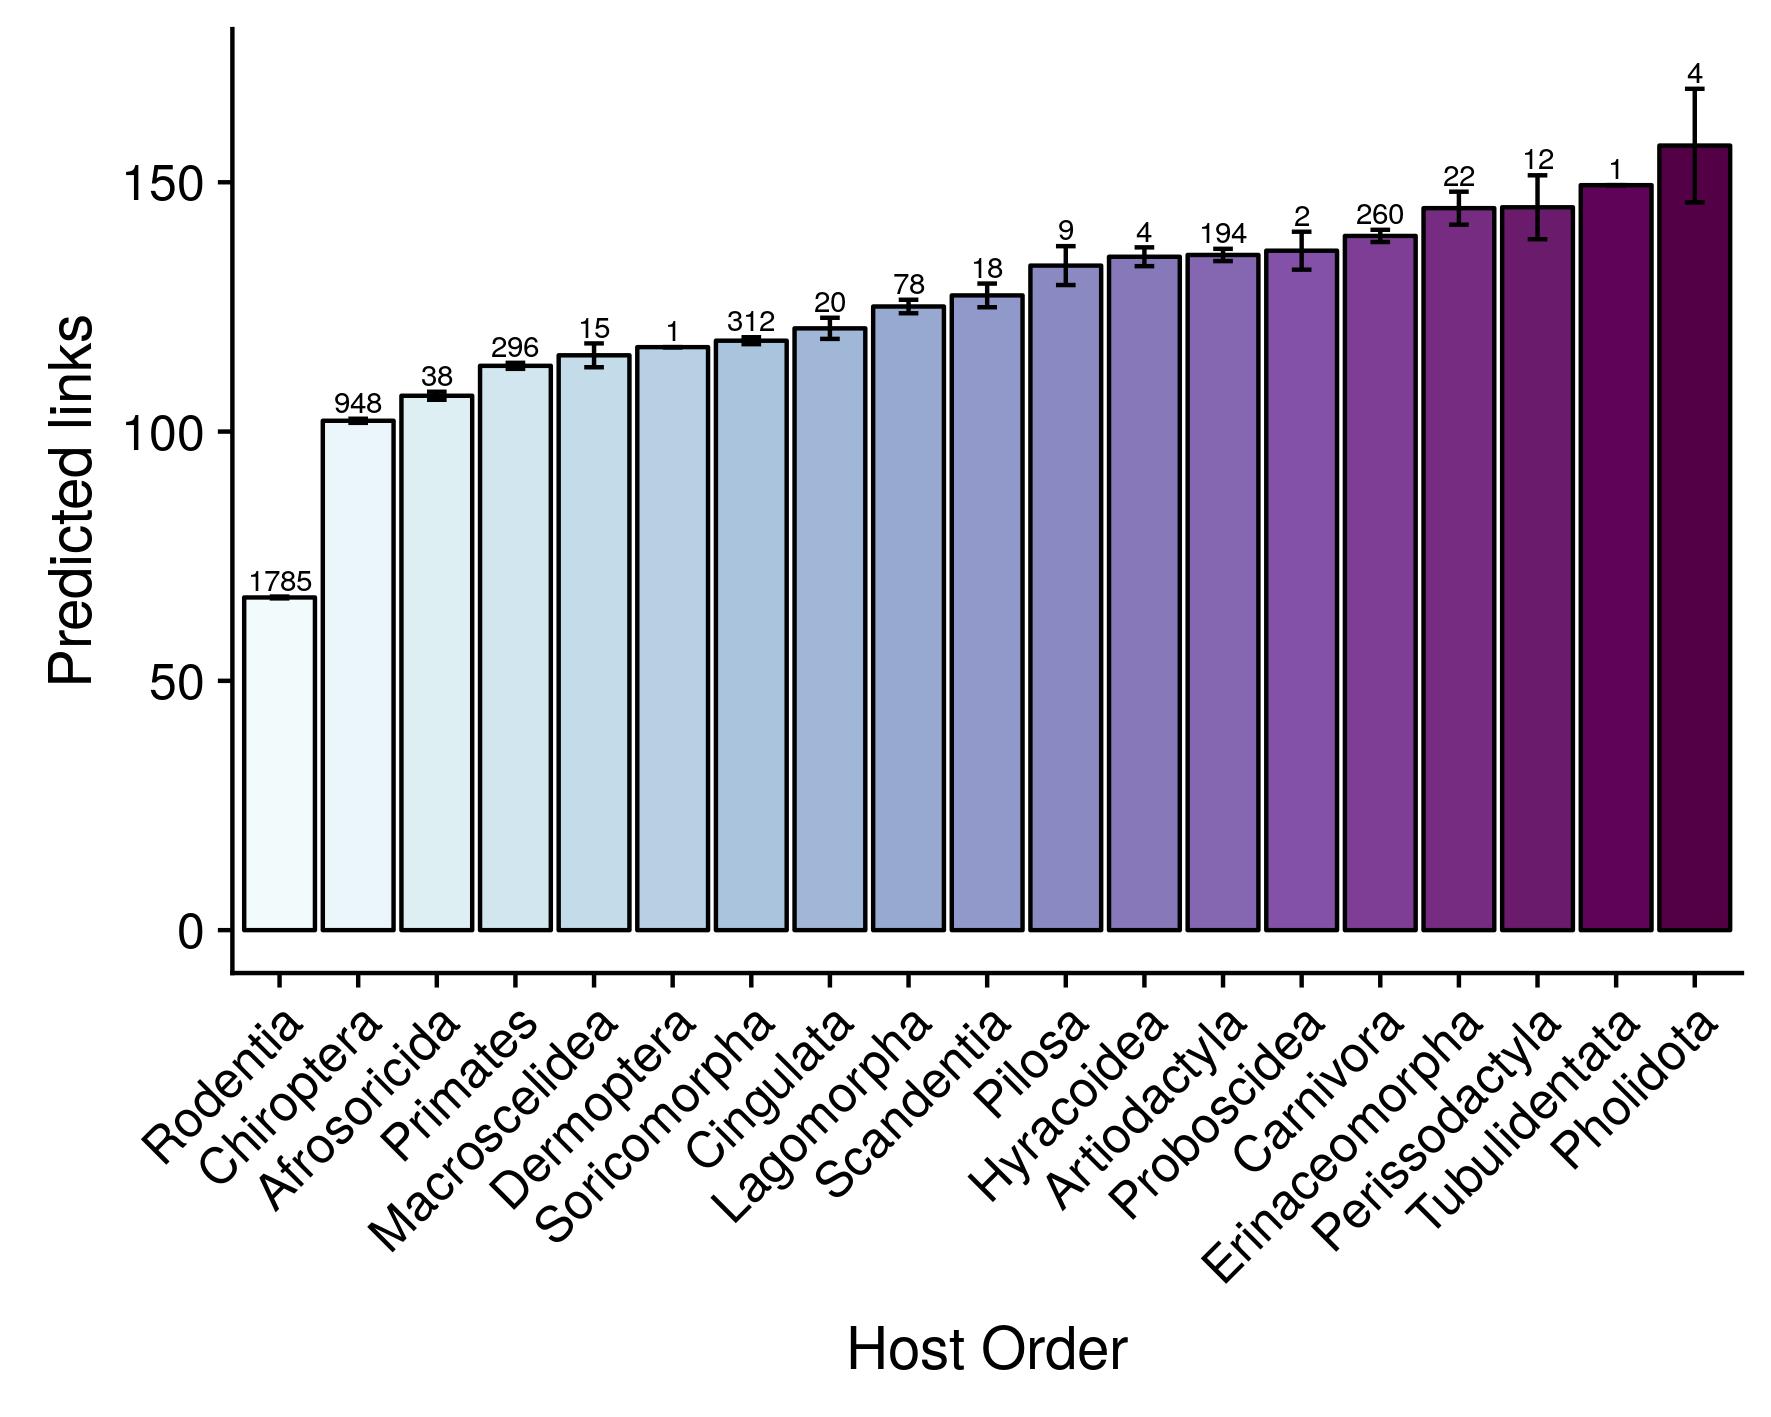 Predicted links
150
100
50
0
1785
948
38
296
15
1
312
20
78
18
9
4
194
2
260
22
12
1
4
Rodentia
Chiroptera
Afrosoricida
Primates
Macroscelidea
Dermoptera
Soricomorpha
Cingulata
Lagomorpha
Scandentia
Pilosa
Hyracoidea
Artiodactyla
Proboscidea
Carnivora
Erinaceomorpha
Perissodactyla
Tubulidentata
Pholidota
Host Order